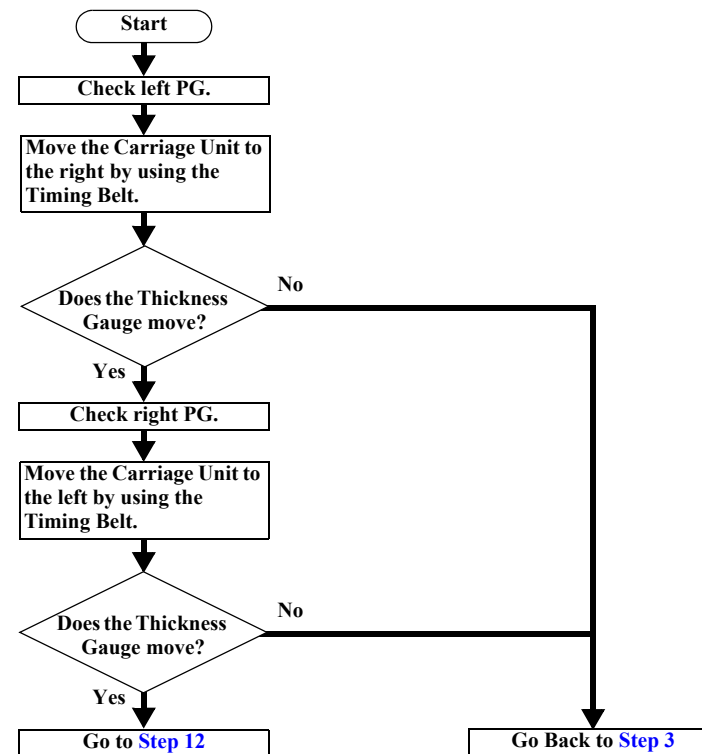 Start
Check left PG.
Move the Carriage Unit to
the right by using the
Timing Belt.
Does the Thickness
Gauge move?
No
Yes
Check right PG.
Move the Carriage Unit to
the left by using the
Timing Belt.
Does the Thickness
Gauge move?
No
Yes
Go to Step 12
Go Back to Step 3